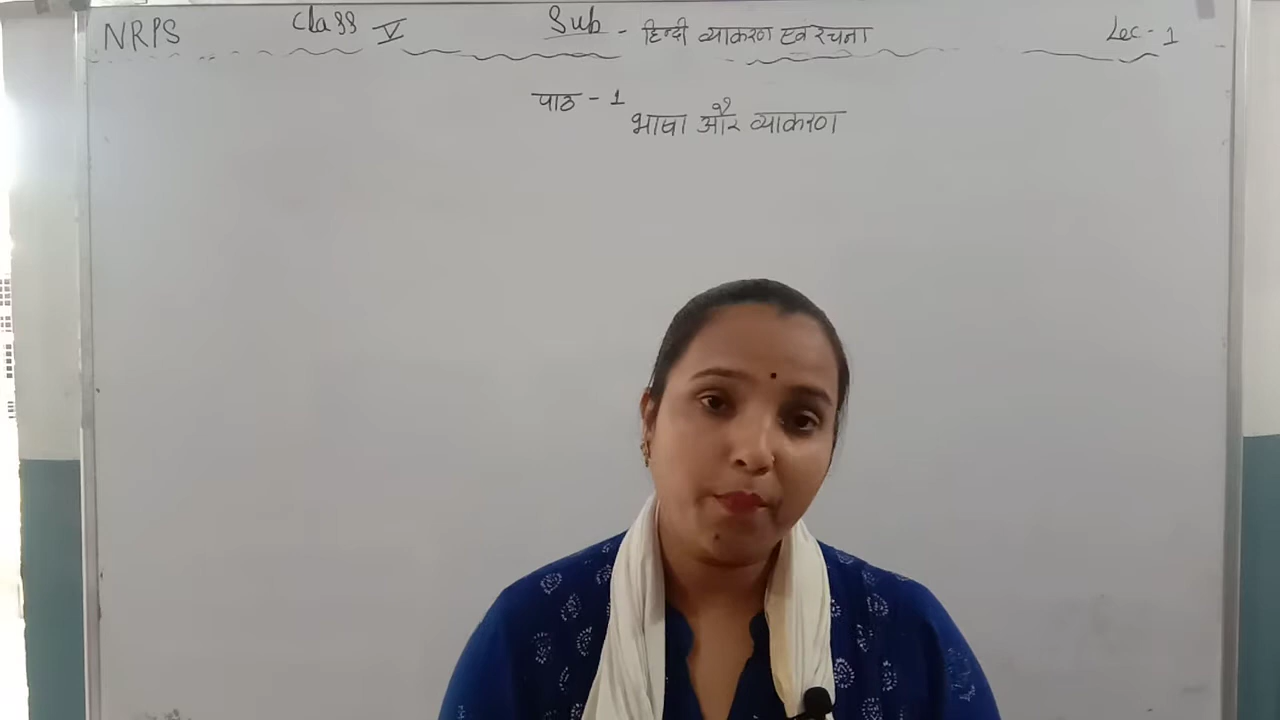 NRPS Class V Sub - हिन्दी व्याकरण एवं रचना Lec - 1
पाठ - 1
भाषा और व्याकरण